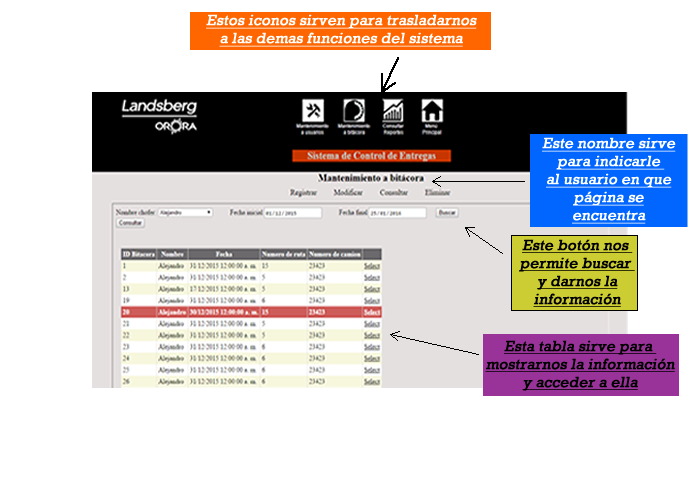 Estos iconos sirven para trasladarnos
a las demas funciones del sistema
Landsberg
ORORA
Mantenimiento a usuarios
Mantenimiento a bitácora
Consultar Reportes
Menú Principal
Sistema de Control de Entregas
Mantenimiento a bitácora
Registrar Modificar Consultar Eliminar
Nombre chofer Alejandro Fecha inicial 01/12/2015 Fecha final 25/01/2016 Buscar
Consultar
ID Bitacora Nombre Fecha Numero de ruta Numero de camion
1 Alejandro 31/12/2015 12:00:00 a. m. 15 23423 Select
2 Alejandro 31/12/2015 12:00:00 a. m. 5 23423 Select
13 Alejandro 17/12/2015 12:00:00 a. m. 5 23423 Select
19 Alejandro 31/12/2015 12:00:00 a. m. 6 23423 Select
20 Alejandro 30/12/2015 12:00:00 a. m. 15 23423 Select
21 Alejandro 31/12/2015 12:00:00 a. m. 5 23423 Select
22 Alejandro 31/12/2015 12:00:00 a. m. 5 23423 Select
23 Alejandro 31/12/2015 12:00:00 a. m. 6 23423 Select
24 Alejandro 31/12/2015 12:00:00 a. m. 6 23423 Select
25 Alejandro 31/12/2015 12:00:00 a. m. 6 23423 Select
26 Alejandro 31/12/2015 12:00:00 a. m. 6 23423 Select
Este nombre sirve
para indicarle
al usuario en que
página se
encuentra
Este botón nos
permite buscar
y darnos la
información
Esta tabla sirve para
mostrarnos la información
y acceder a ella